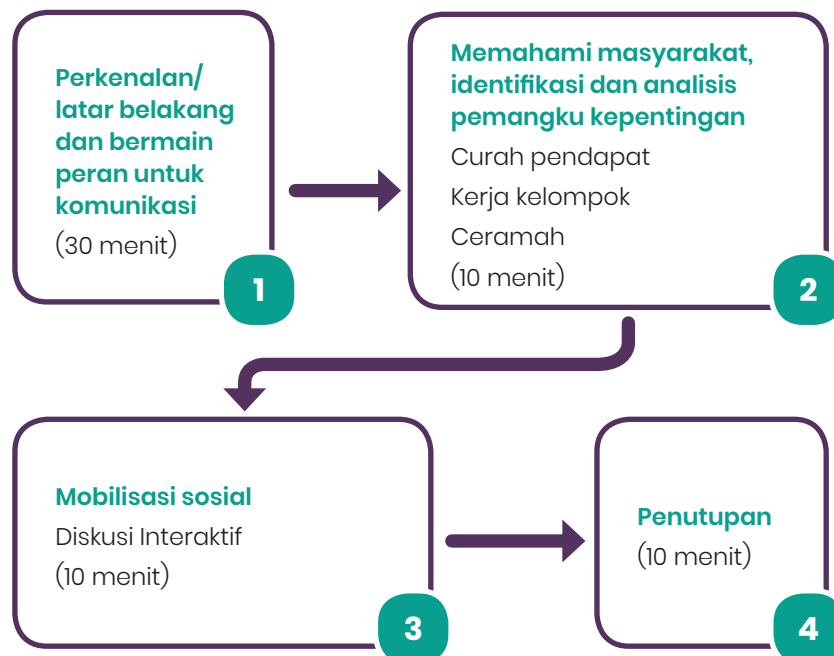 Perkenalan/
latar belakang
dan bermain
peran untuk
komunikasi
(30 menit)
1
Memahami masyarakat,
identifikasi dan analisis
pemangku kepentingan
Curah pendapat
Kerja kelompok
Ceramah
(10 menit)
2
Mobilisasi sosial
Diskusi Interaktif
(10 menit)
3
Penutupan
(10 menit)
4